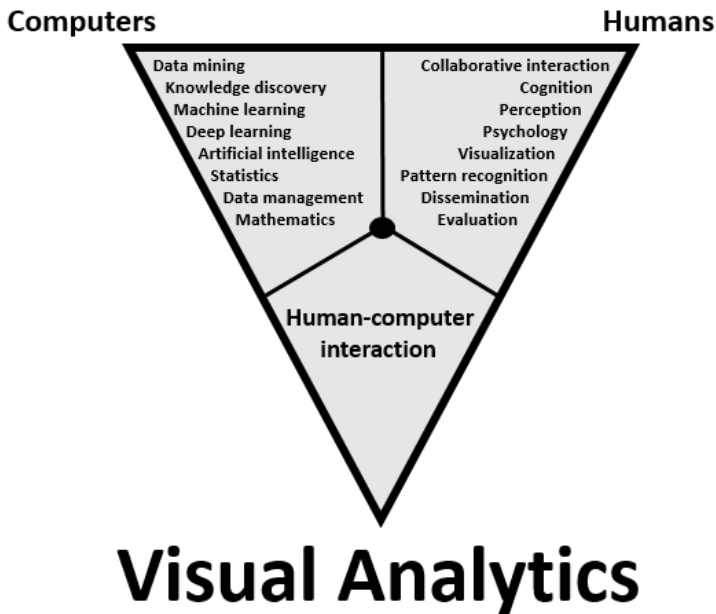 Computers
Humans
Data mining
Knowledge discovery
Machine learning
Deep learning
Artificial intelligence
Statistics
Data management
Mathematics
Collaborative interaction
Cognition
Perception
Psychology
Visualization
Pattern recognition
Dissemination
Evaluation
Human-computer
interaction
Visual Analytics